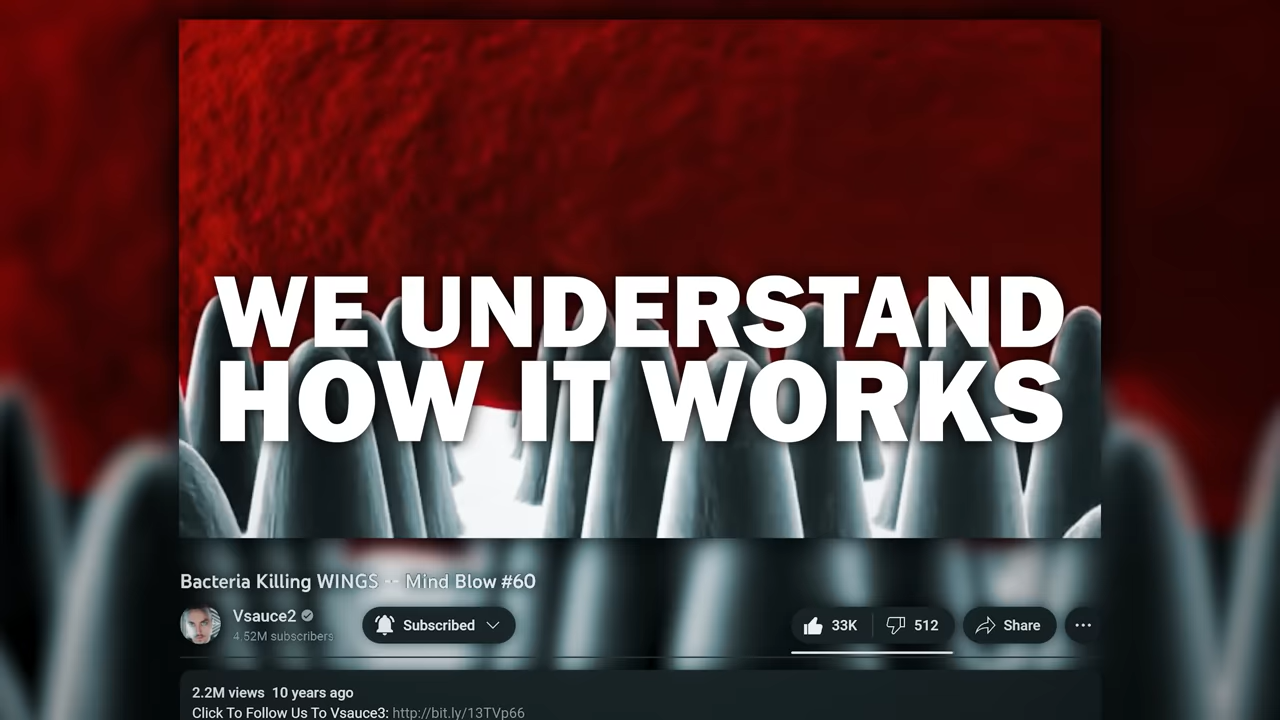 WE UNDERSTAND
HOW IT WORKS
Bacteria Killing WINGS -- Mind Blow #60
Vsauce2
4.52M subscribers
Subscribed
33K
512
Share
2.2M views 10 years ago
Click To Follow Us To Vsauce3: http://bit.ly/13TVp66